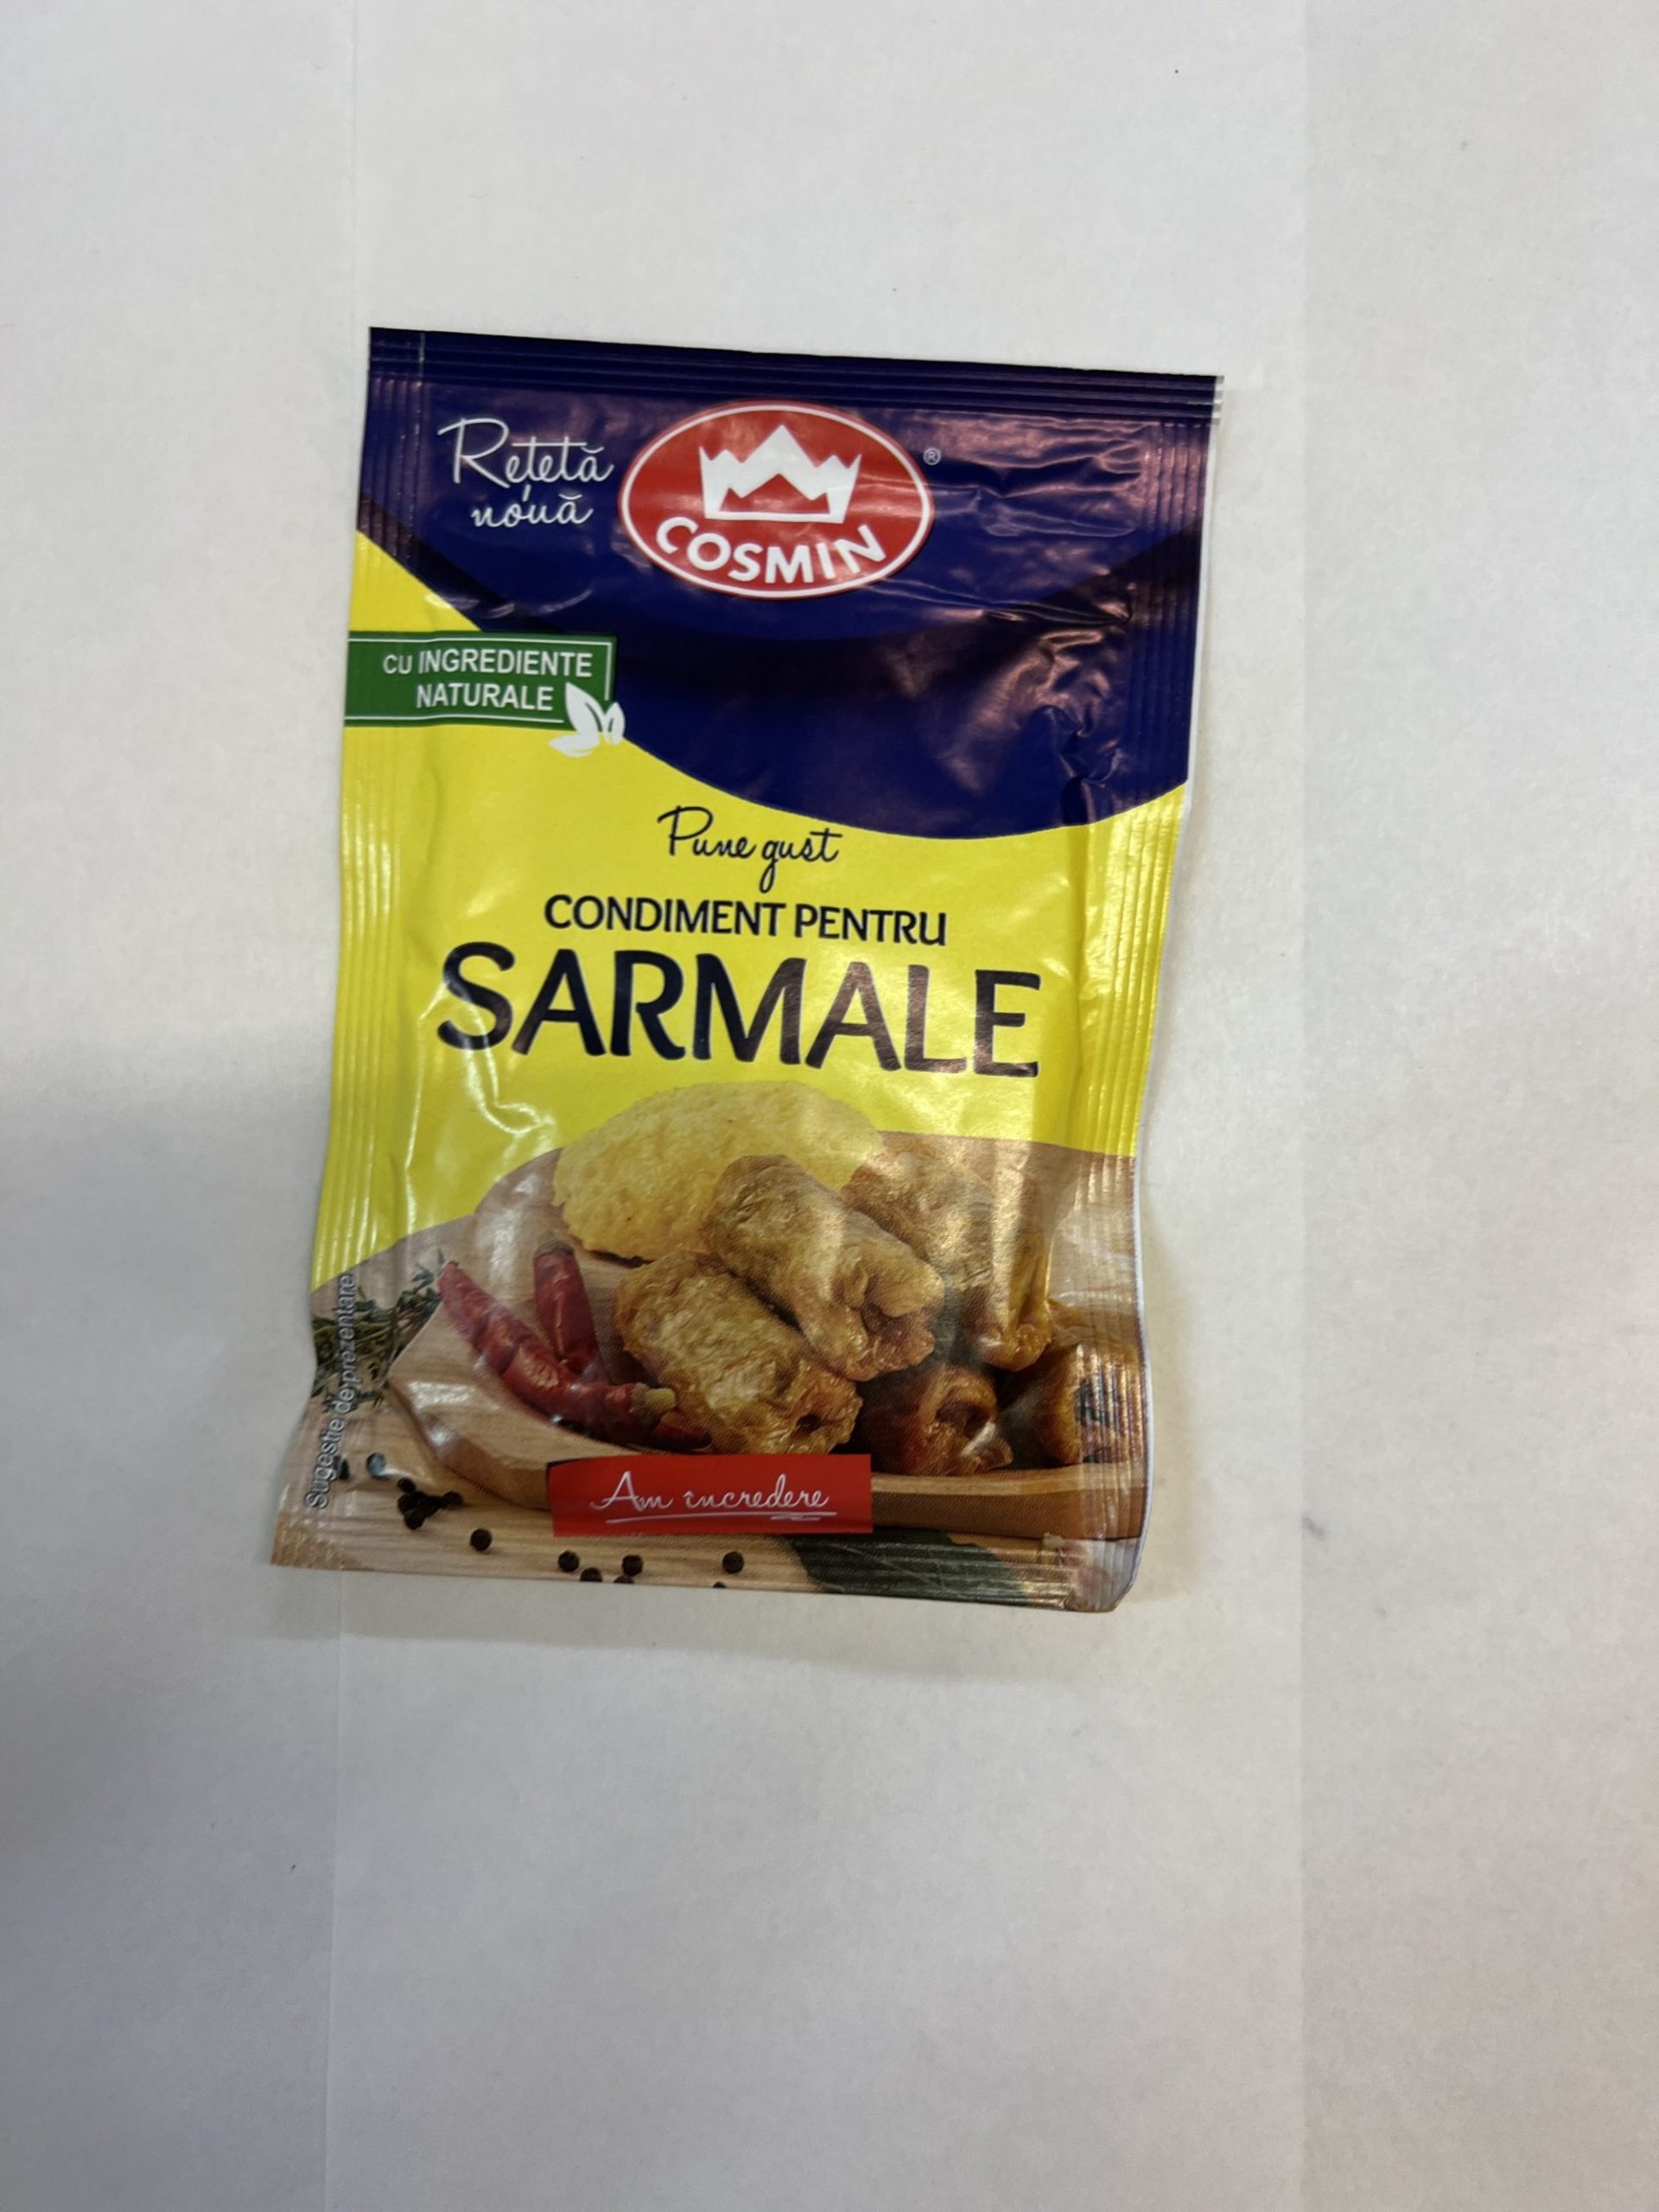 Rețetă
nouă
COSMIN
®
CU INGREDIENTE
NATURALE
Pune gust
CONDIMENT PENTRU
SARMALE
Sugestie de prezentare
Am încredere